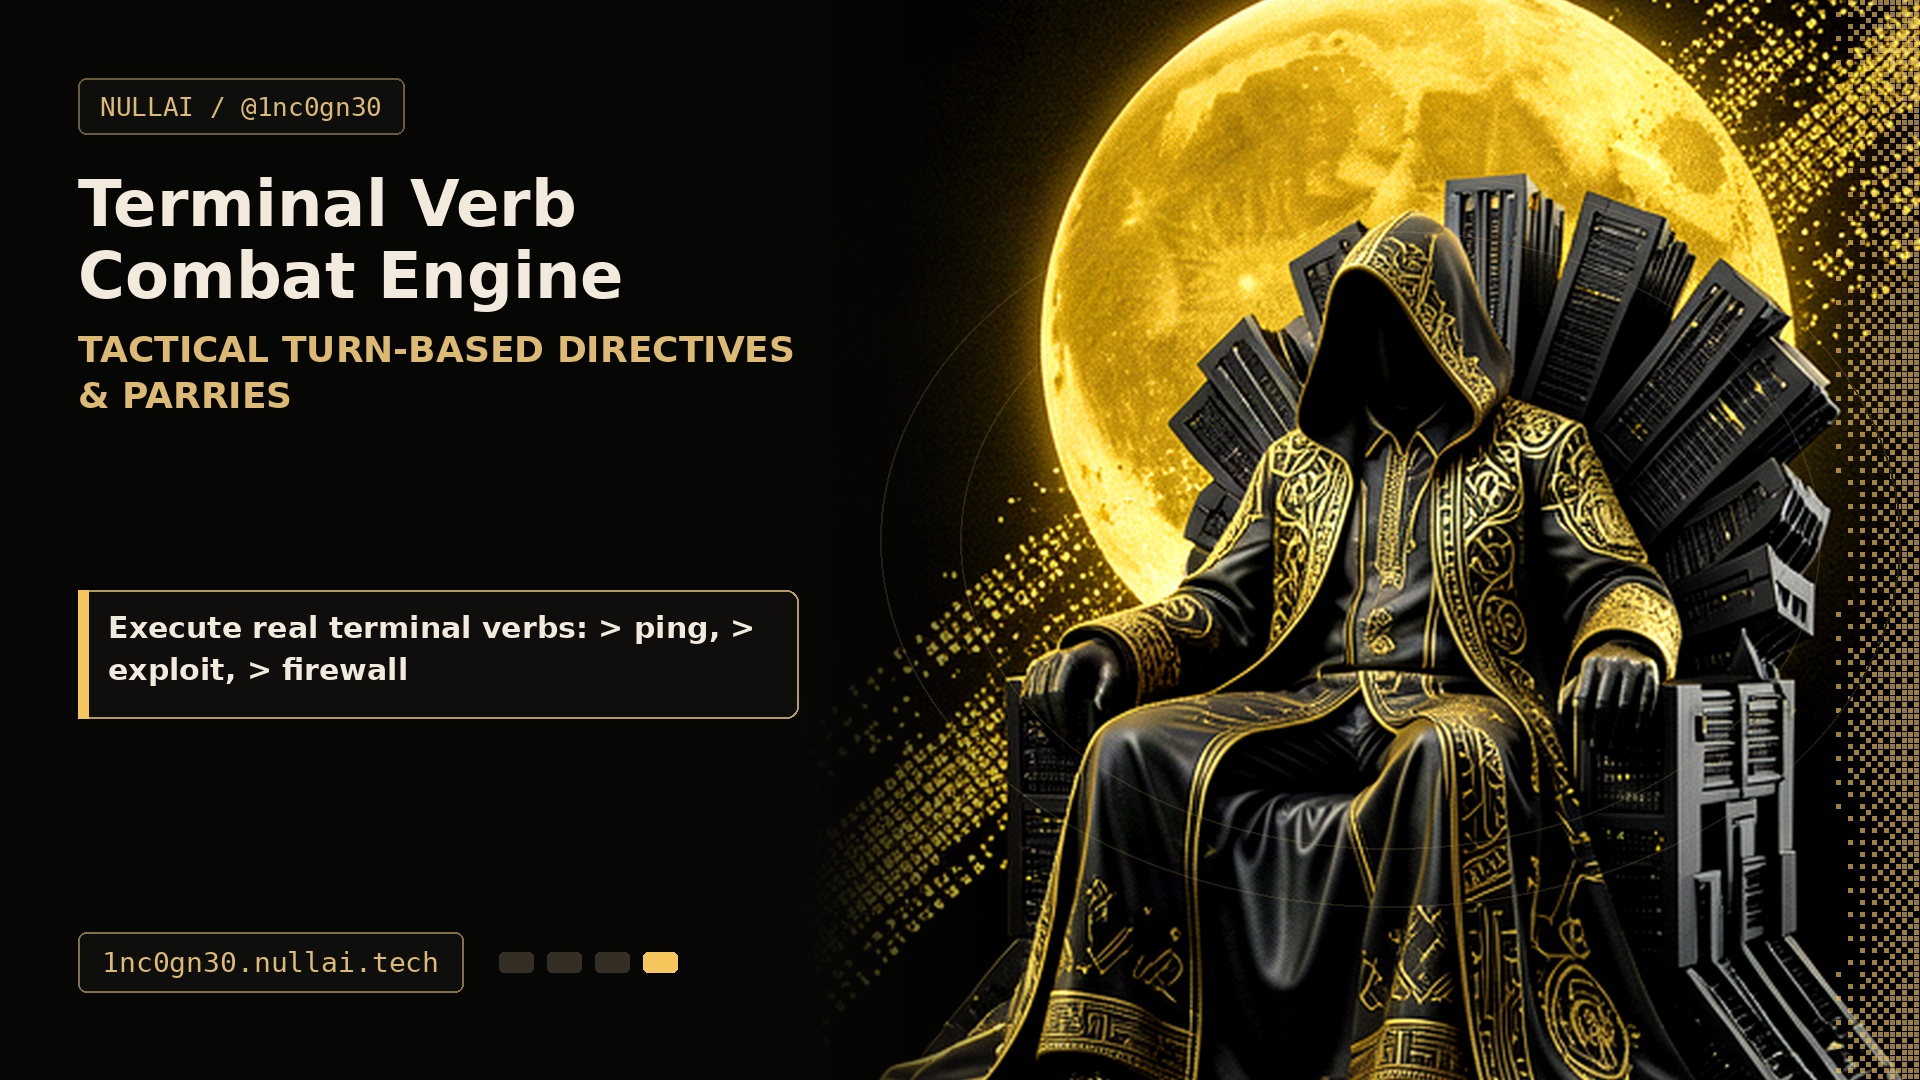 NULLAI / @1nc0gn30
Terminal Verb
Combat Engine
TACTICAL TURN-BASED DIRECTIVES
& PARRIES
Execute real terminal verbs: > ping, >
exploit, > firewall
1nc0gn30.nullai.tech